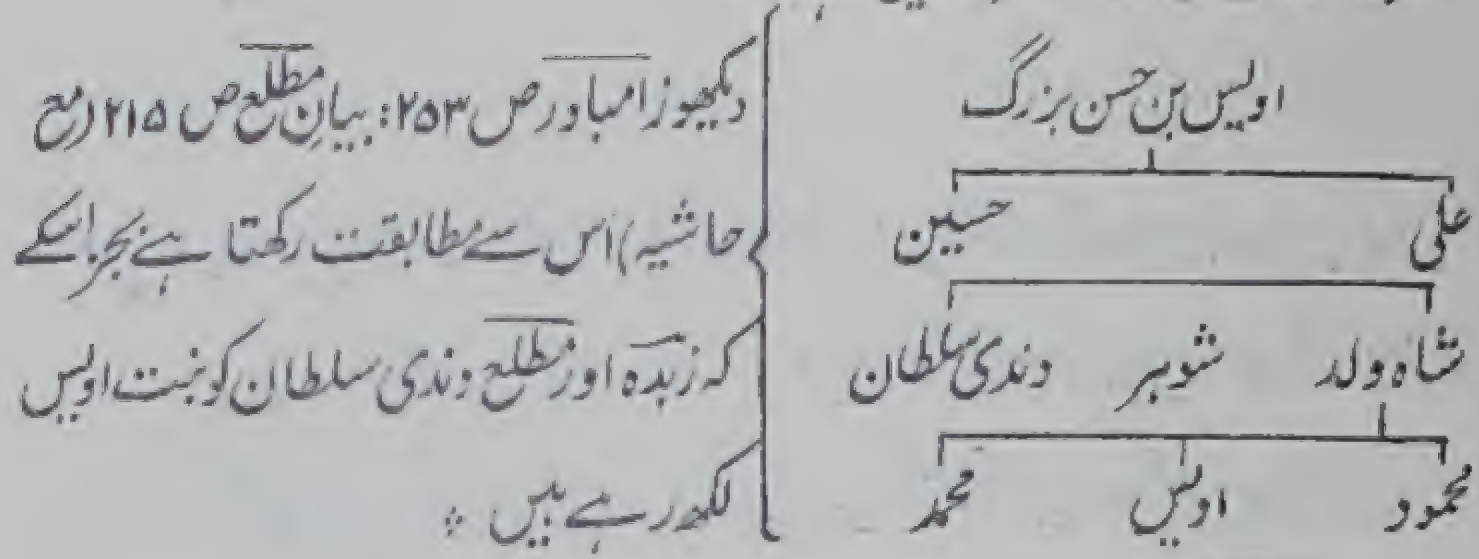 اویس بن حسن بزرگ
علی حسین
شاہ ولد شوہر دندی سلطان
محمود اویس محمد
دیکھو زامباور ص ۲۵۳: بیانِ مطلع ص ۲۱۵ (مع
حاشیہ) اس سے مطابقت رکھتا ہے بجز اسکے
کہ زبدہ اور مطلع دندی سلطان کو بنت اویس
لکھ رہے ہیں ؞